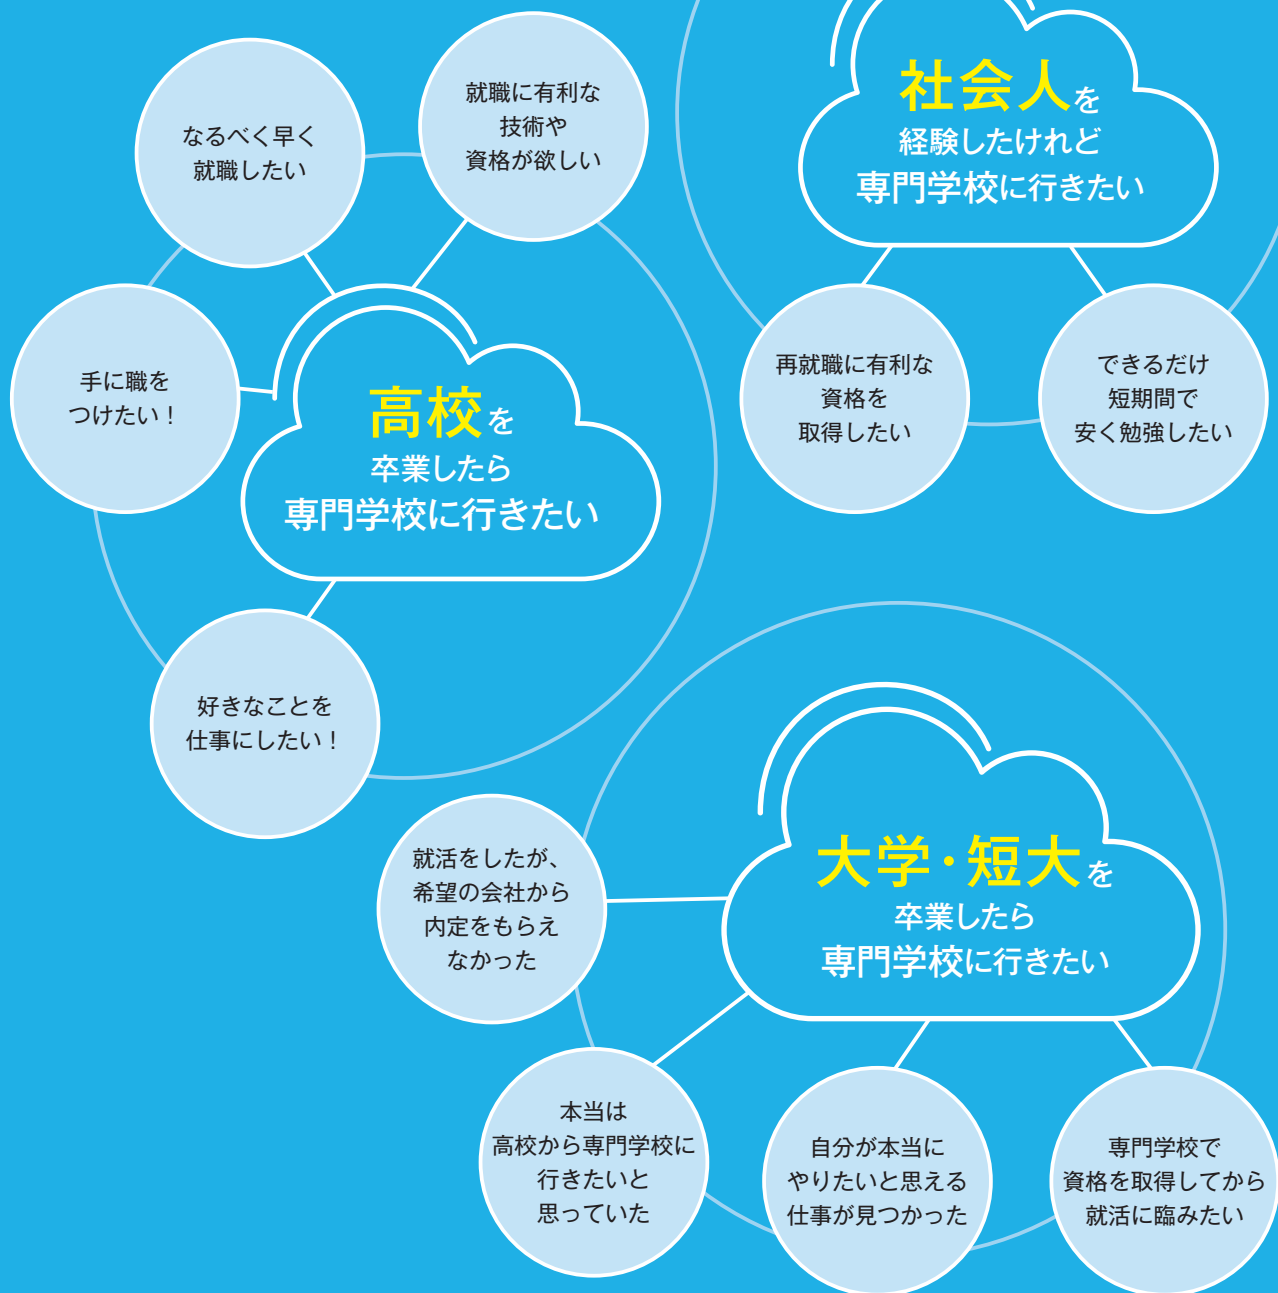 なるべく早く
就職したい
就職に有利な
技術や
資格が欲しい
手に職を
つけたい！
高校を
卒業したら
専門学校に行きたい
好きなことを
仕事にしたい！
社会人を
経験したけれど
専門学校に行きたい
再就職に有利な
資格を
取得したい
できるだけ
短期間で
安く勉強したい
大学・短大を
卒業したら
専門学校に行きたい
就活をしたが、
希望の会社から
内定をもらえ
なかった
本当は
高校から専門学校に
行きたいと
思っていた
自分が本当に
やりたいと思える
仕事が見つかった
専門学校で
資格を取得してから
就活に臨みたい